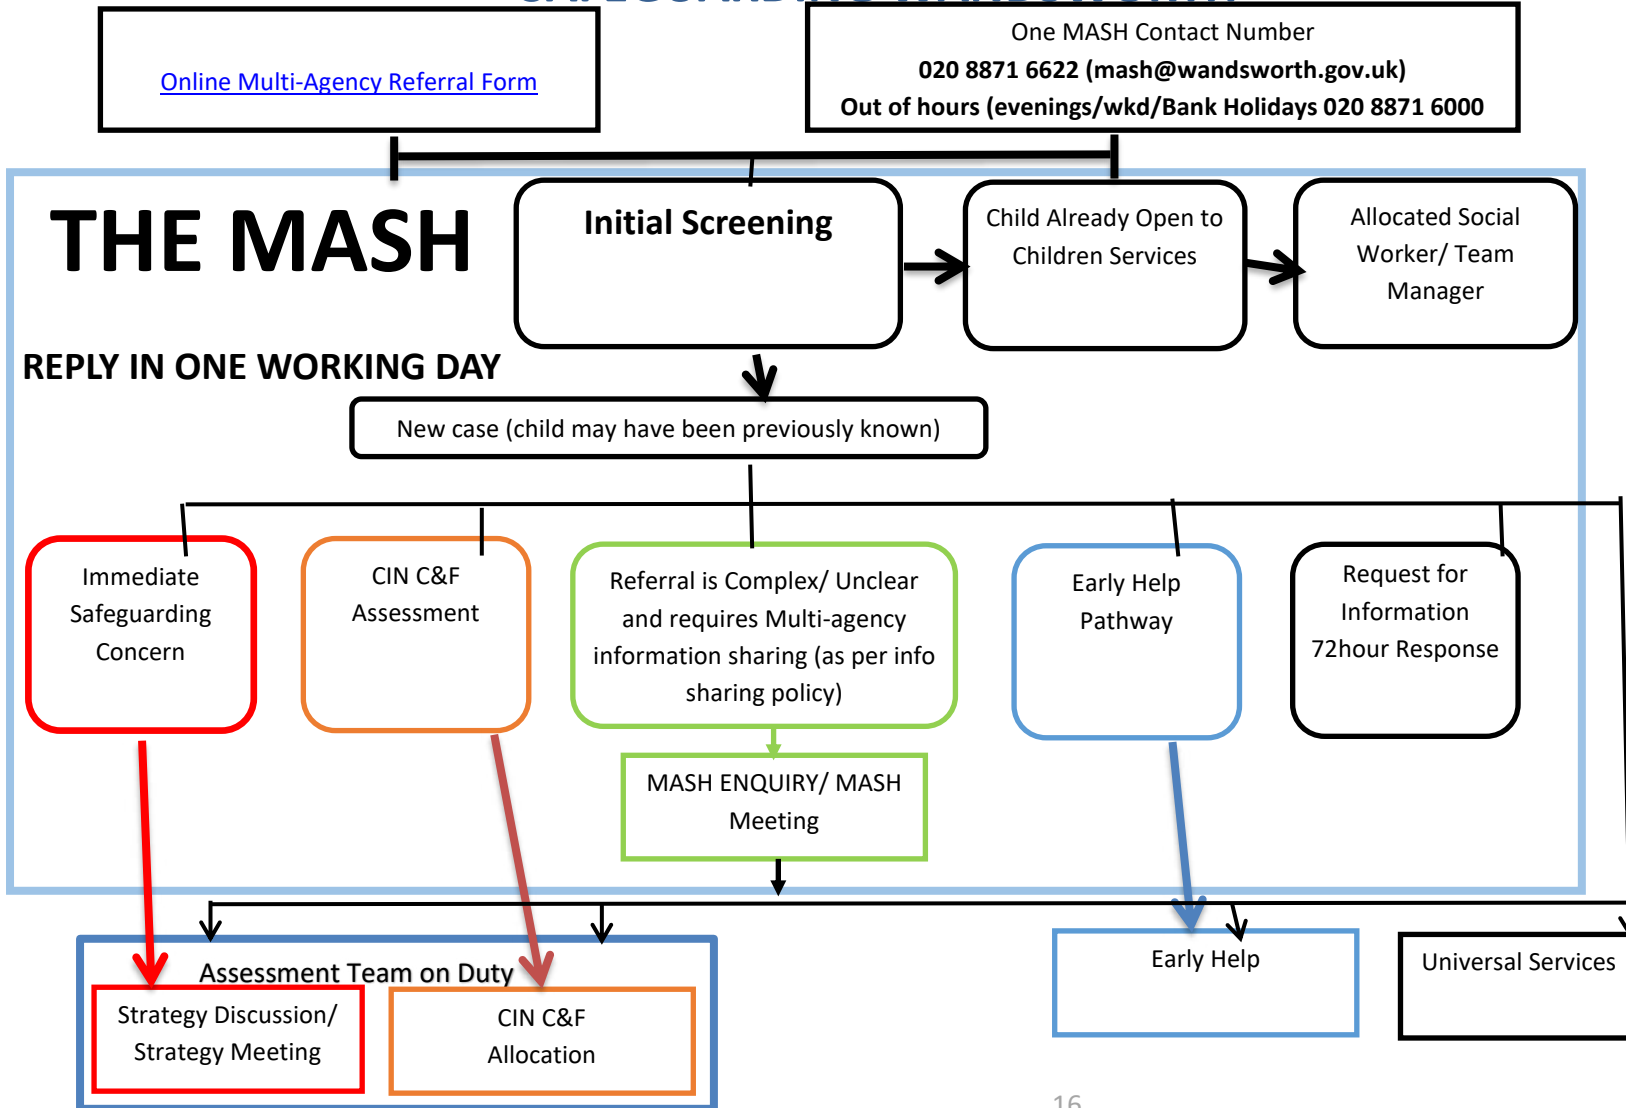 SAFEGUARDING WANDSWORTH
Online Multi-Agency Referral Form
One MASH Contact Number
020 8871 6622 (mash@wandsworth.gov.uk)
Out of hours (evenings/wkd/Bank Holidays 020 8871 6000
THE MASH
Initial Screening
Child Already Open to
Children Services
Allocated Social
Worker/ Team
Manager
REPLY IN ONE WORKING DAY
New case (child may have been previously known)
Immediate
Safeguarding
Concern
CIN C&F
Assessment
Referral is Complex/ Unclear
and requires Multi-agency
information sharing (as per info
sharing policy)
Early Help
Pathway
Request for
Information
72hour Response
MASH ENQUIRY/ MASH
Meeting
Assessment Team on Duty
Strategy Discussion/
Strategy Meeting
CIN C&F
Allocation
Early Help
Universal Services
16